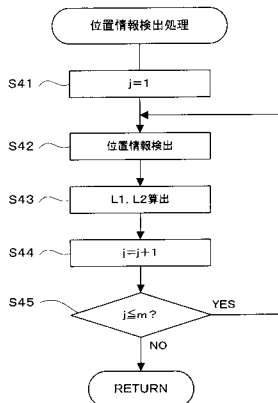 位置情報検出処理
S41
j=1
S42
位置情報検出
S43
L1, L2算出
S44
j=j+1
S45
j≦m?
YES
NO
RETURN